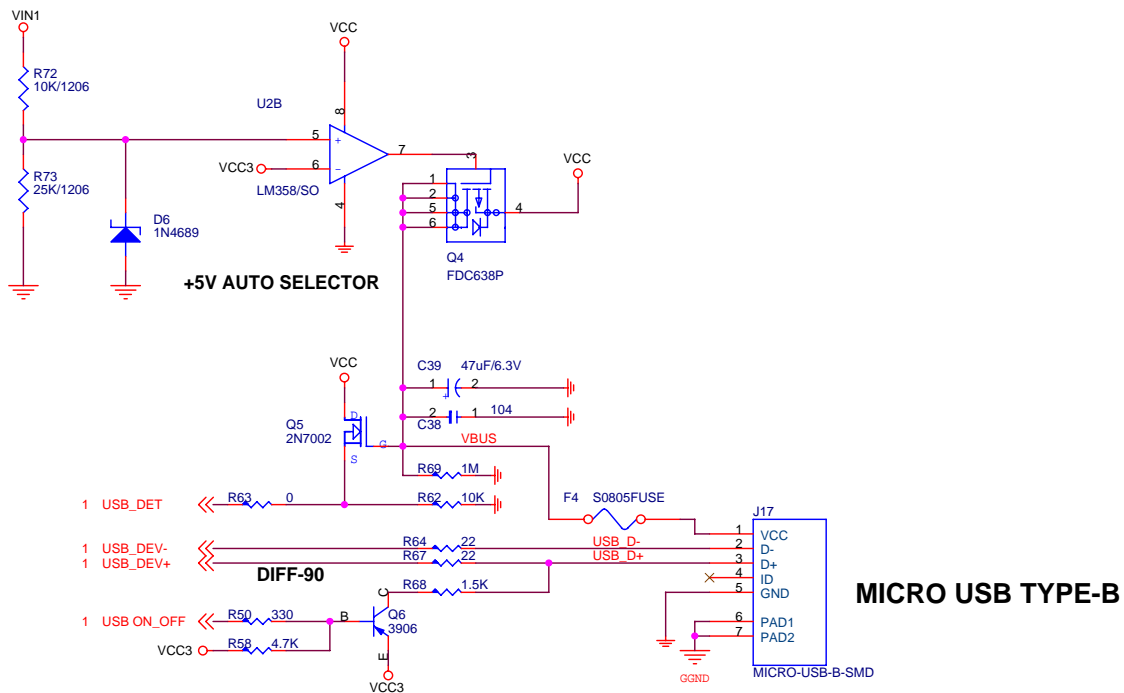 VIN1
VCC
R72
10K/1206
U2B
8
5
+
7
3
VCC
VCC3
6
-
LM358/SO
4
R73
25K/1206
1
2
5
6
4
D6
1N4689
Q4
FDC638P
+5V AUTO SELECTOR
VCC
C39
47uF/6.3V
1
+
2
2
C38
1
104
Q5
2N7002
D
G
S
VBUS
R69
1M
1
USB_DET
R63
0
R62
10K
F4
S0805FUSE
J17
1
USB_DEV-
R64
22
USB_D-
1
USB_DEV+
R67
22
USB_D+
DIFF-90
R68
1.5K
1
VCC
2
D-
3
D+
4
ID
5
GND
6
PAD1
7
PAD2
MICRO USB TYPE-B
1
USB ON_OFF
R50
330
B
C
Q6
3906
E
VCC3
R58
4.7K
VCC3
GGND
MICRO-USB-B-SMD